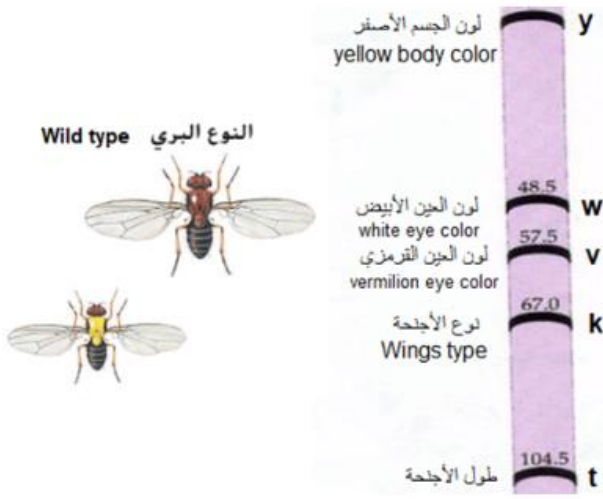 لون الجسم الأصفر
yellow body color
y
Wild type النوع البري
48.5
لون العين الأبيض
white eye color
w
57.5
لون العين القرمزي
vermilion eye color
v
67.0
نوع الأجنحة
Wings type
k
104.5
طول الأجنحة
t